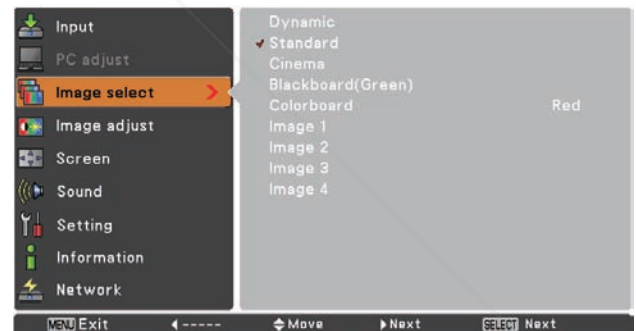 Input
PC adjust
Image select
Image adjust
Screen
Sound
Setting
Information
Network
Dynamic
Standard
Cinema
Blackboard(Green)
Colorboard Red
Image 1
Image 2
Image 3
Image 4
MENU Exit ----- Move Next SELECT Next